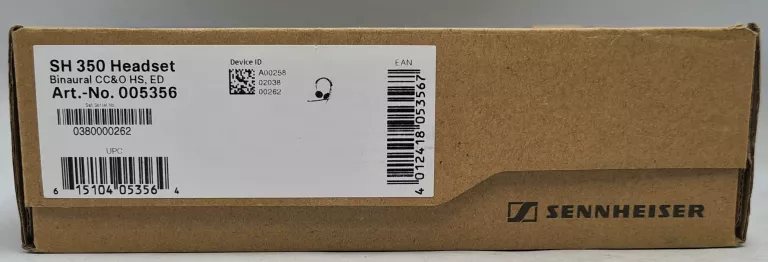 SH 350 Headset
Binaural CC&O HS, ED
Art.-No. 005356
0380000262
UPC
6 15104 05356 4
Device ID
A00258
02038
00262
EAN
4 012418 053567
SENNHEISER